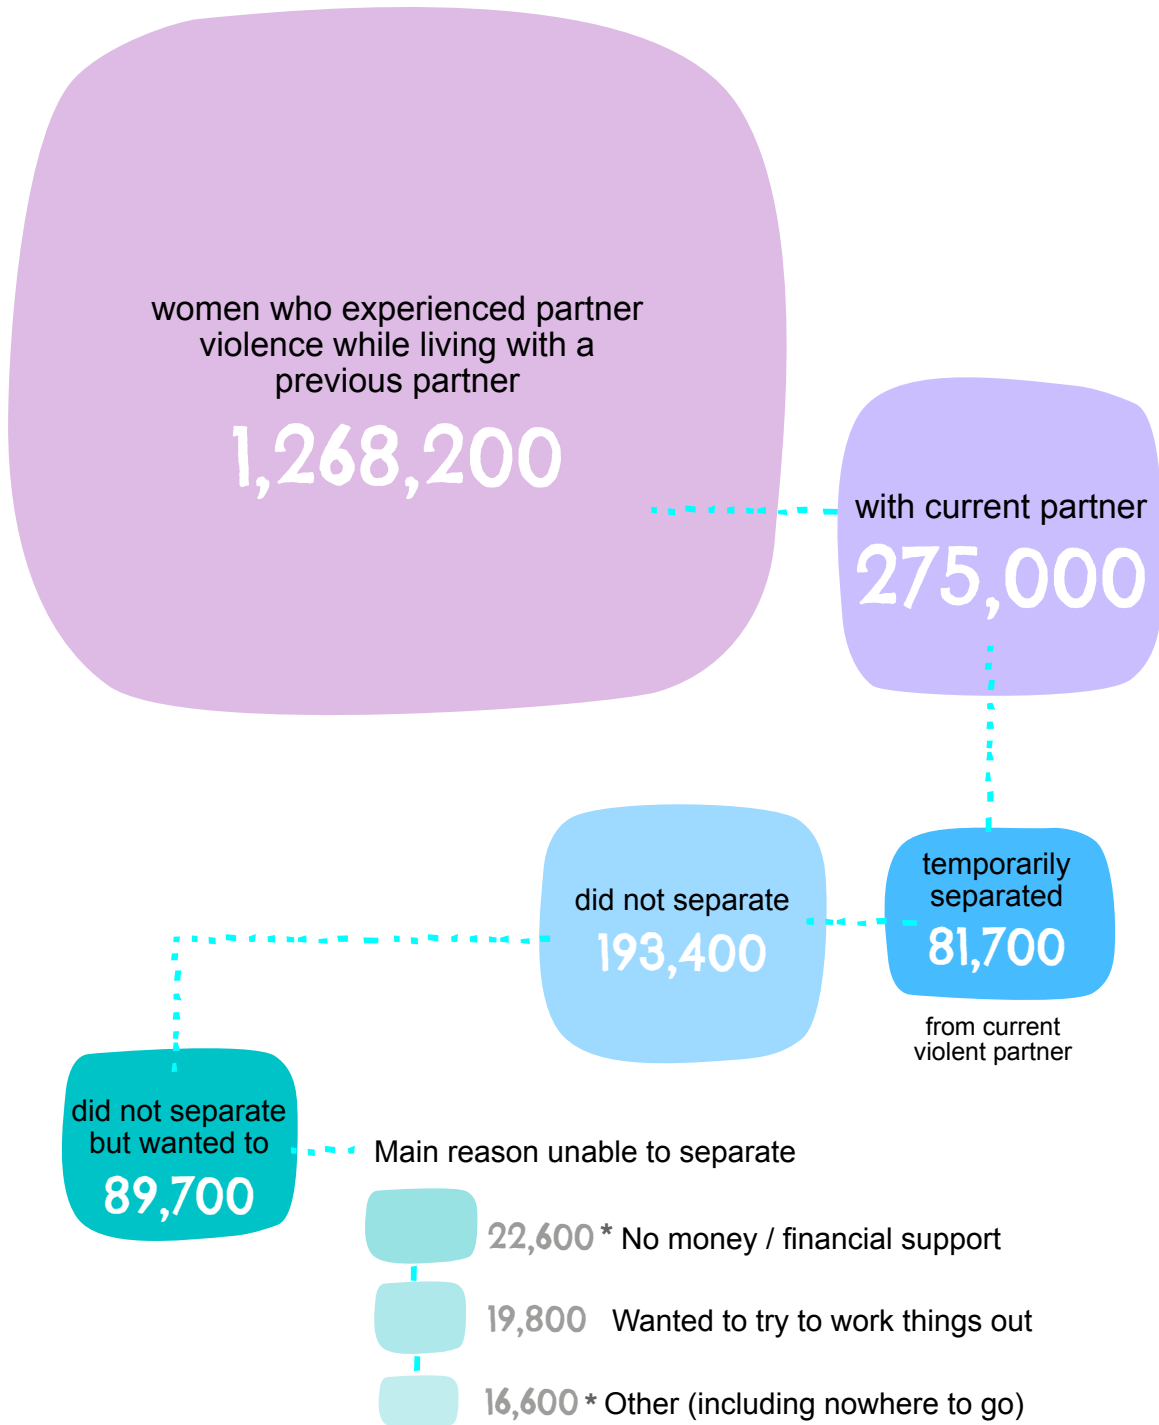 women who experienced partner
violence while living with a
previous partner
1,268,200
with current partner
275,000
did not separate
193,400
temporarily
separated
81,700
from current
violent partner
did not separate
but wanted to
89,700
Main reason unable to separate
22,600 * No money / financial support
19,800 Wanted to try to work things out
16,600 * Other (including nowhere to go)